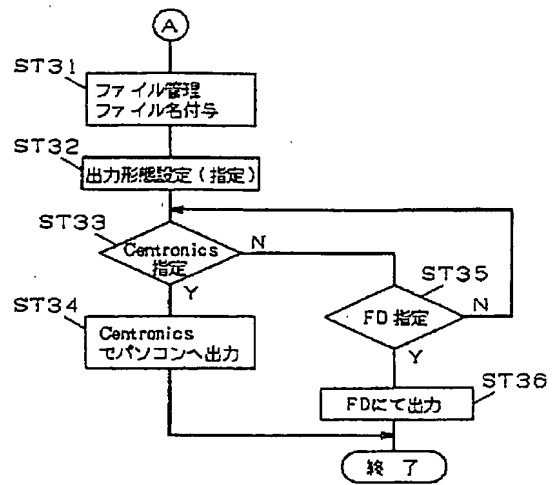 A
ST31
ファイル管理
ファイル名付与
ST32
出力形態設定(指定)
ST33
Centronics
指定
N
Y
ST34
Centronics
でパソコンへ出力
ST35
FD指定
N
Y
ST36
FDにて出力
終了